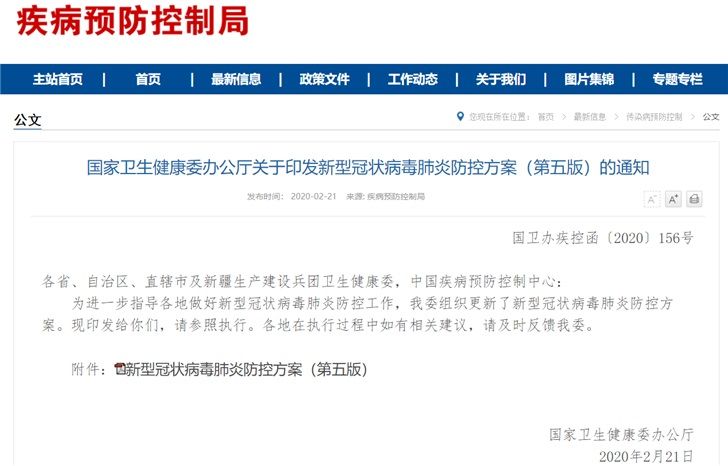 疾病预防控制局
主站首页 | 首页 | 最新信息 | 政策文件 | 工作动态 | 关于我们 | 图片集锦 | 专题专栏
公文
您现在所在位置： 首页 > 最新信息 > 传染病预防控制 > 公文
国家卫生健康委办公厅关于印发新型冠状病毒肺炎防控方案（第五版）的通知
发布时间： 2020-02-21 来源: 疾病预防控制局
A- A+
国卫办疾控函〔2020〕156号
各省、自治区、直辖市及新疆生产建设兵团卫生健康委，中国疾病预防控制中心：
为进一步指导各地做好新型冠状病毒肺炎防控工作，我委组织更新了新型冠状病毒肺炎防控方
案。现印发给你们，请参照执行。各地在执行过程中如有相关建议，请及时反馈我委。
附件：新型冠状病毒肺炎防控方案（第五版）
国家卫生健康委办公厅
2020年2月21日